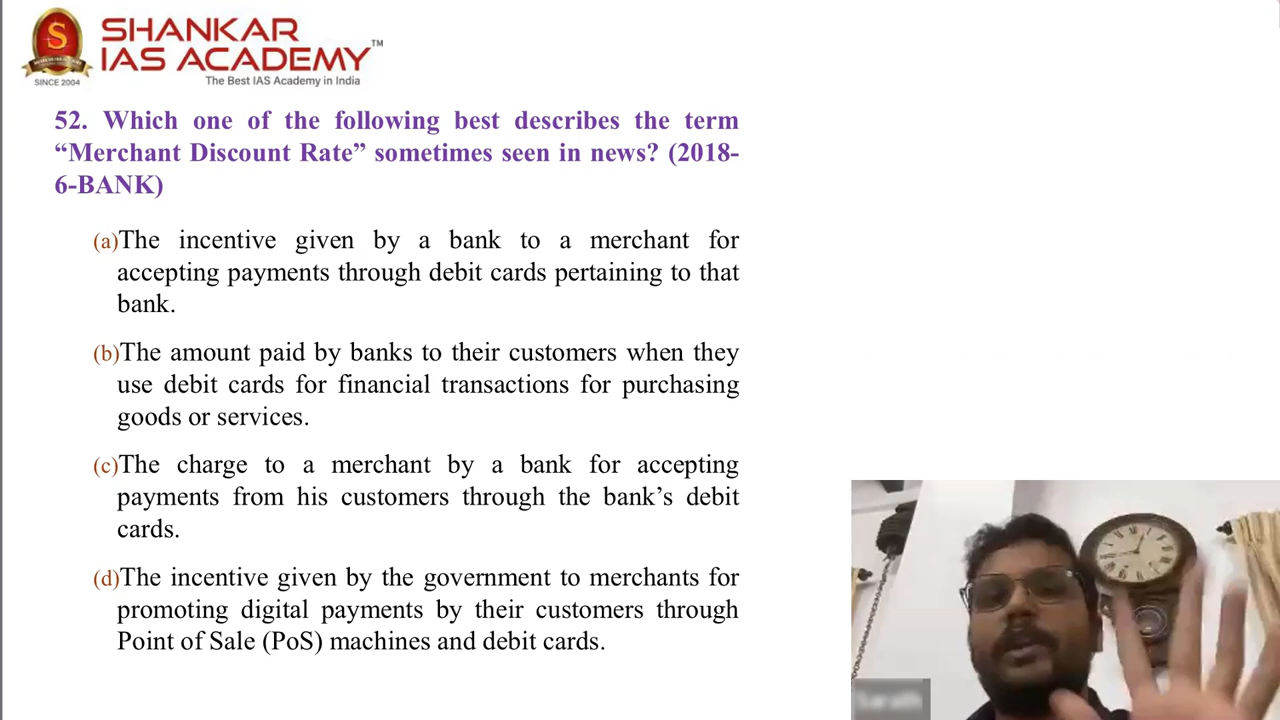 SHANKAR
IAS ACADEMY™
The Best IAS Academy in India
S
SINCE 2004
52. Which one of the following best describes the term
“Merchant Discount Rate” sometimes seen in news? (2018-
6-BANK)
(a)The incentive given by a bank to a merchant for
accepting payments through debit cards pertaining to that
bank.
(b)The amount paid by banks to their customers when they
use debit cards for financial transactions for purchasing
goods or services.
(c)The charge to a merchant by a bank for accepting
payments from his customers through the bank’s debit
cards.
(d)The incentive given by the government to merchants for
promoting digital payments by their customers through
Point of Sale (PoS) machines and debit cards.